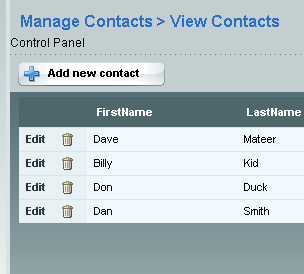 Manage Contacts > View Contacts
Control Panel
Add new contact
FirstName LastName
Edit Dave Mateer
Edit Billy Kid
Edit Don Duck
Edit Dan Smith